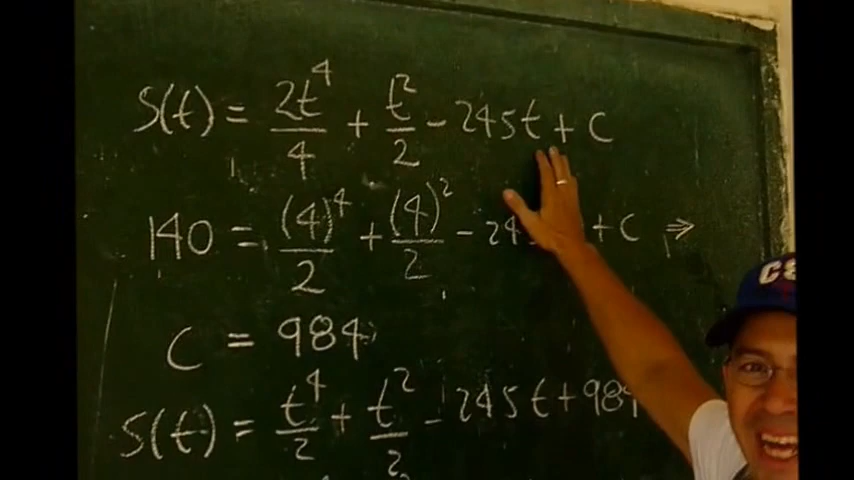 S(t) = 2t⁴/4 + t²/2 - 245t + C
140 = (4)⁴/2 + (4)²/2 - 24 + C ⇒
C = 984
S(t) = t⁴/2 + t²/2 - 245t + 984